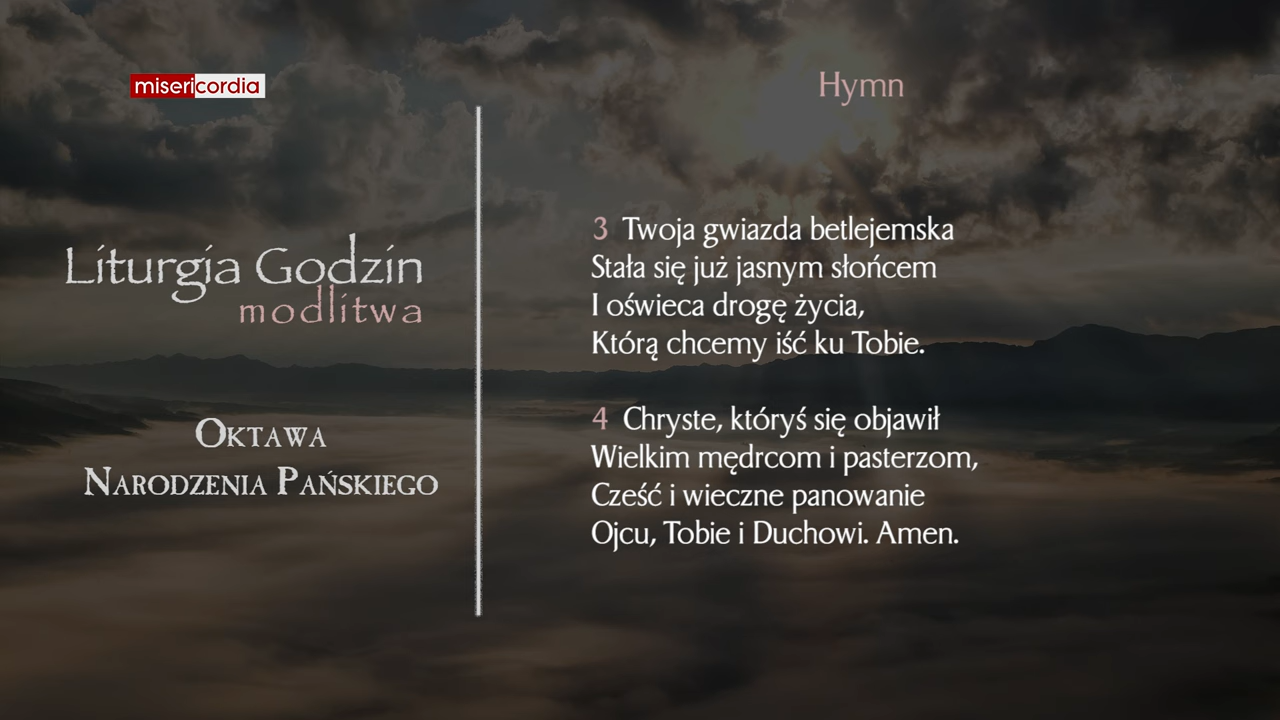 misericordia
Liturgia Godzin
modlitwa
Oktawa
Narodzenia Pańskiego
Hymn
3 Twoja gwiazda betlejemska
Stała się już jasnym słońcem
I oświeca drogę życia,
Którą chcemy iść ku Tobie.
4 Chryste, któryś się objawił
Wielkim mędrcom i pasterzom,
Cześć i wieczne panowanie
Ojcu, Tobie i Duchowi. Amen.